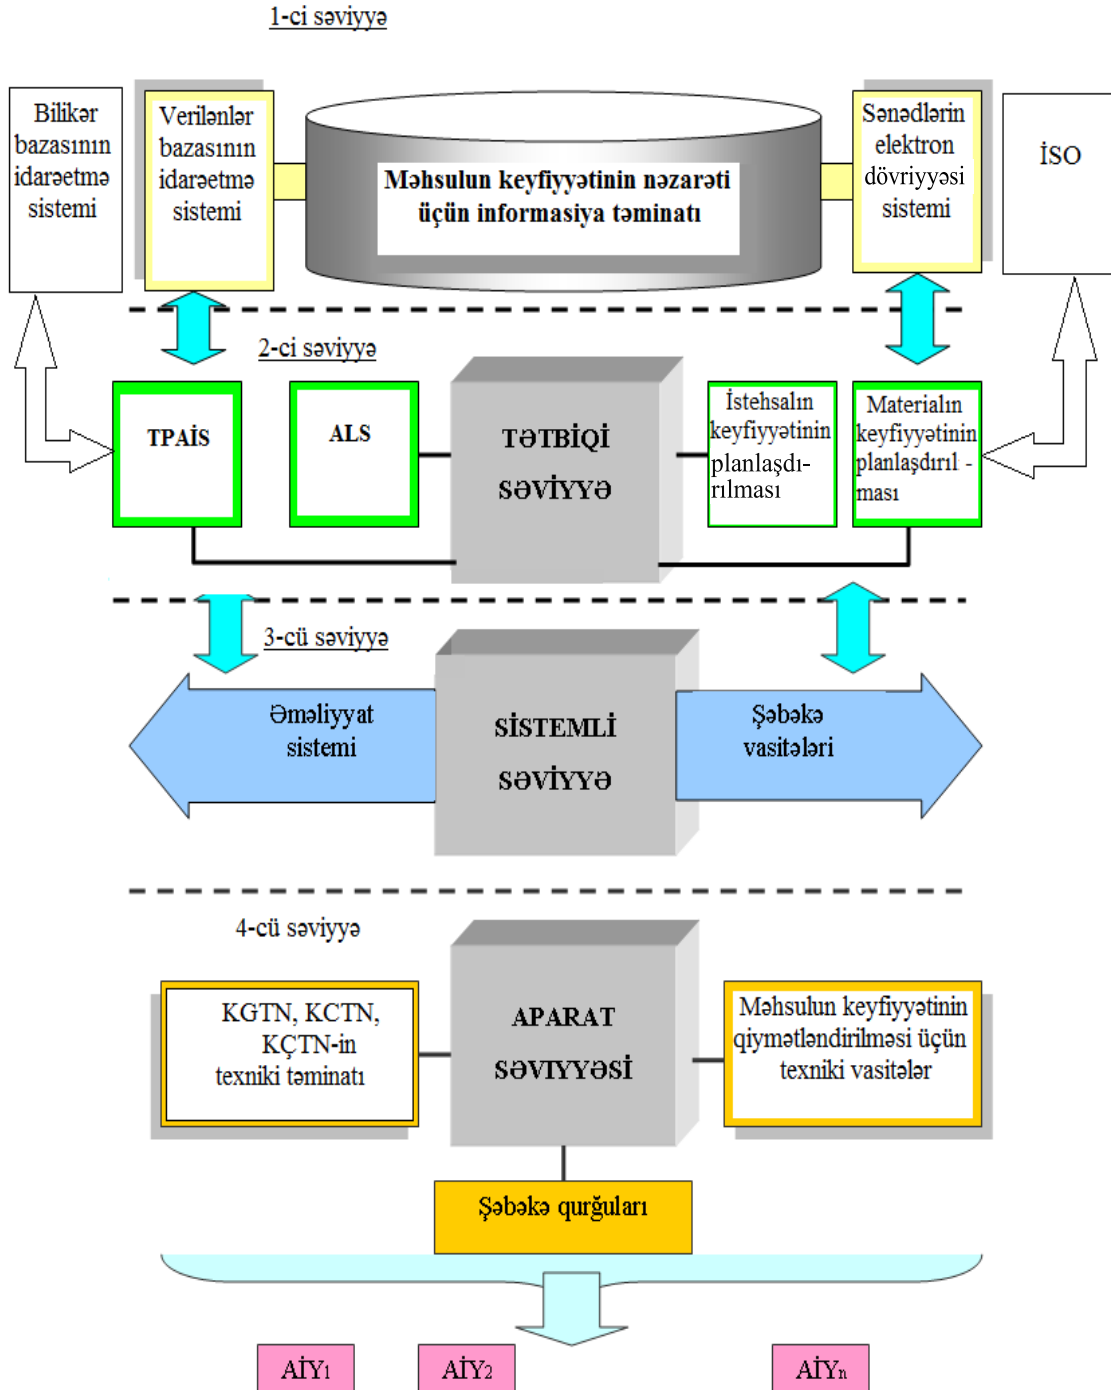 1-ci səviyyə
Bilikər
bazasının
idarəetmə
sistemi
Verilənlər
bazasının
idarəetmə
sistemi
Məhsulun keyfiyyətinin nəzarəti
üçün informasiya təminatı
Sənədlərin
elektron
dövriyyəsi
sistemi
İSO
2-ci səviyyə
TPAİS
ALS
TƏTBİQİ
SƏVİYYƏ
İstehsalın
keyfiyyətinin
planlaşdı-
rılması
Materialın
keyfiyyətinin
planlaşdırıl -
ması
3-cü səviyyə
Əməliyyat
sistemi
SİSTEMLİ
SƏVİYYƏ
Şəbəkə
vasitələri
4-cü səviyyə
KGTN, KCTN,
KÇTN-in
texniki təminatı
APARAT
SƏVIYYƏSİ
Məhsulun keyfiyyətinin
qiymətləndirilməsi üçün
texniki vasitələr
Şəbəkə qurğuları
AİY1
AİY2
AİYn